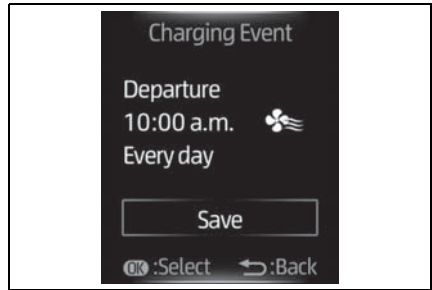 Charging Event
Departure
10:00 a.m.
Every day
Save
OK :Select :Back